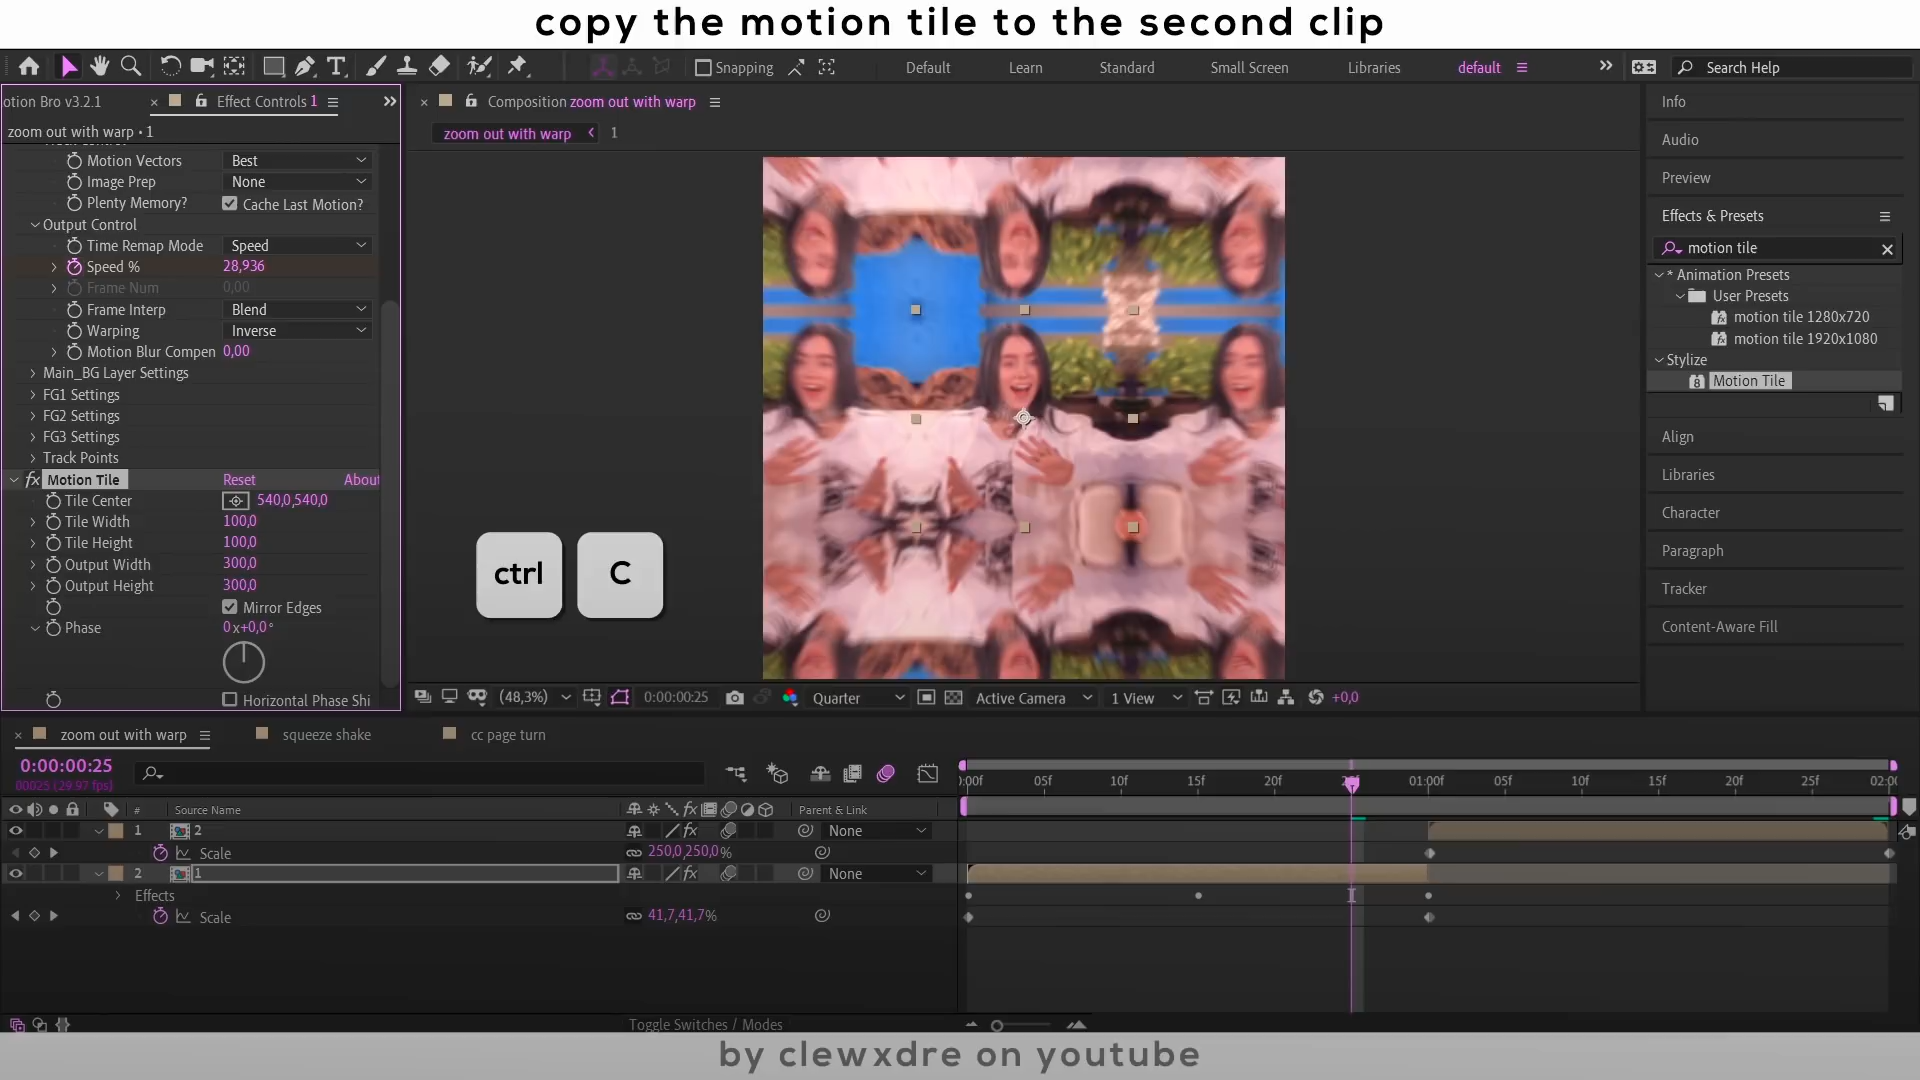 copy the motion tile to the second clip
Snapping
Default
Learn
Standard
Small Screen
Libraries
default
Search Help
otion Bro v3.2.1
Effect Controls 1
Composition zoom out with warp
zoom out with warp • 1
zoom out with warp
1
Motion Vectors Best
Image Prep None
Plenty Memory? Cache Last Motion?
Output Control
Time Remap Mode Speed
Speed % 28,936
Frame Num 0,00
Frame Interp Blend
Warping Inverse
Motion Blur Compen 0,00
Main_BG Layer Settings
FG1 Settings
FG2 Settings
FG3 Settings
Track Points
fx Motion Tile Reset About
Tile Center 540,0,540,0
Tile Width 100,0
Tile Height 100,0
Output Width 300,0
Output Height 300,0
Mirror Edges
Phase 0x+0,0°
Horizontal Phase Shi
ctrl C
(48,3%)
0:00:00:25
Quarter
Active Camera
1 View
+0,0
Info
Audio
Preview
Effects & Presets
motion tile
* Animation Presets
User Presets
motion tile 1280x720
motion tile 1920x1080
Stylize
Motion Tile
Align
Libraries
Character
Paragraph
Tracker
Content-Aware Fill
zoom out with warp
squeeze shake
cc page turn
0:00:00:25
00025 (29.97 fps)
:00f 05f 10f 15f 20f 01:00f 05f 10f 15f 20f 25f 02:0
# Source Name fx Parent & Link
1 2 fx None
Scale 250,0,250,0%
2 1 fx None
Effects
Scale 41,7,41,7%
Toggle Switches / Modes
by clewxdre on youtube